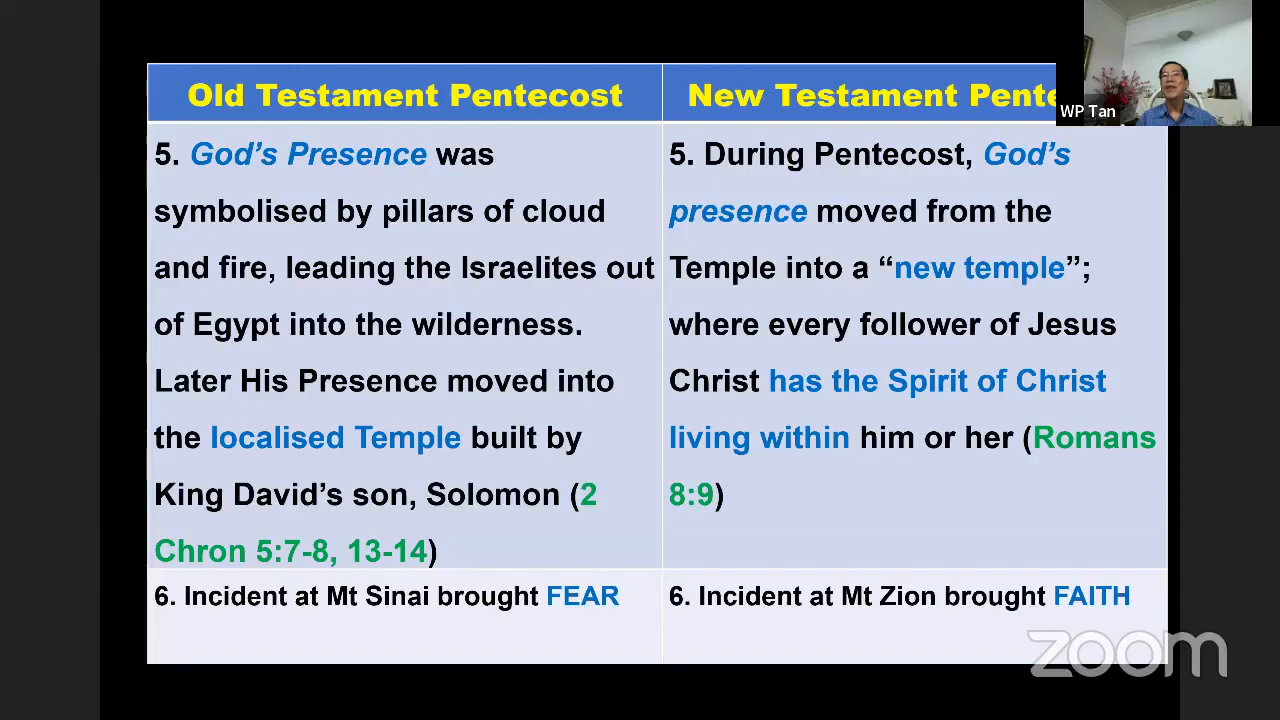 Old Testament Pentecost
New Testament Pente
WP Tan
5. God’s Presence was
symbolised by pillars of cloud
and fire, leading the Israelites out
of Egypt into the wilderness.
Later His Presence moved into
the localised Temple built by
King David’s son, Solomon (2
Chron 5:7-8, 13-14)
5. During Pentecost, God’s
presence moved from the
Temple into a “new temple”;
where every follower of Jesus
Christ has the Spirit of Christ
living within him or her (Romans
8:9)
6. Incident at Mt Sinai brought FEAR
6. Incident at Mt Zion brought FAITH
zoom